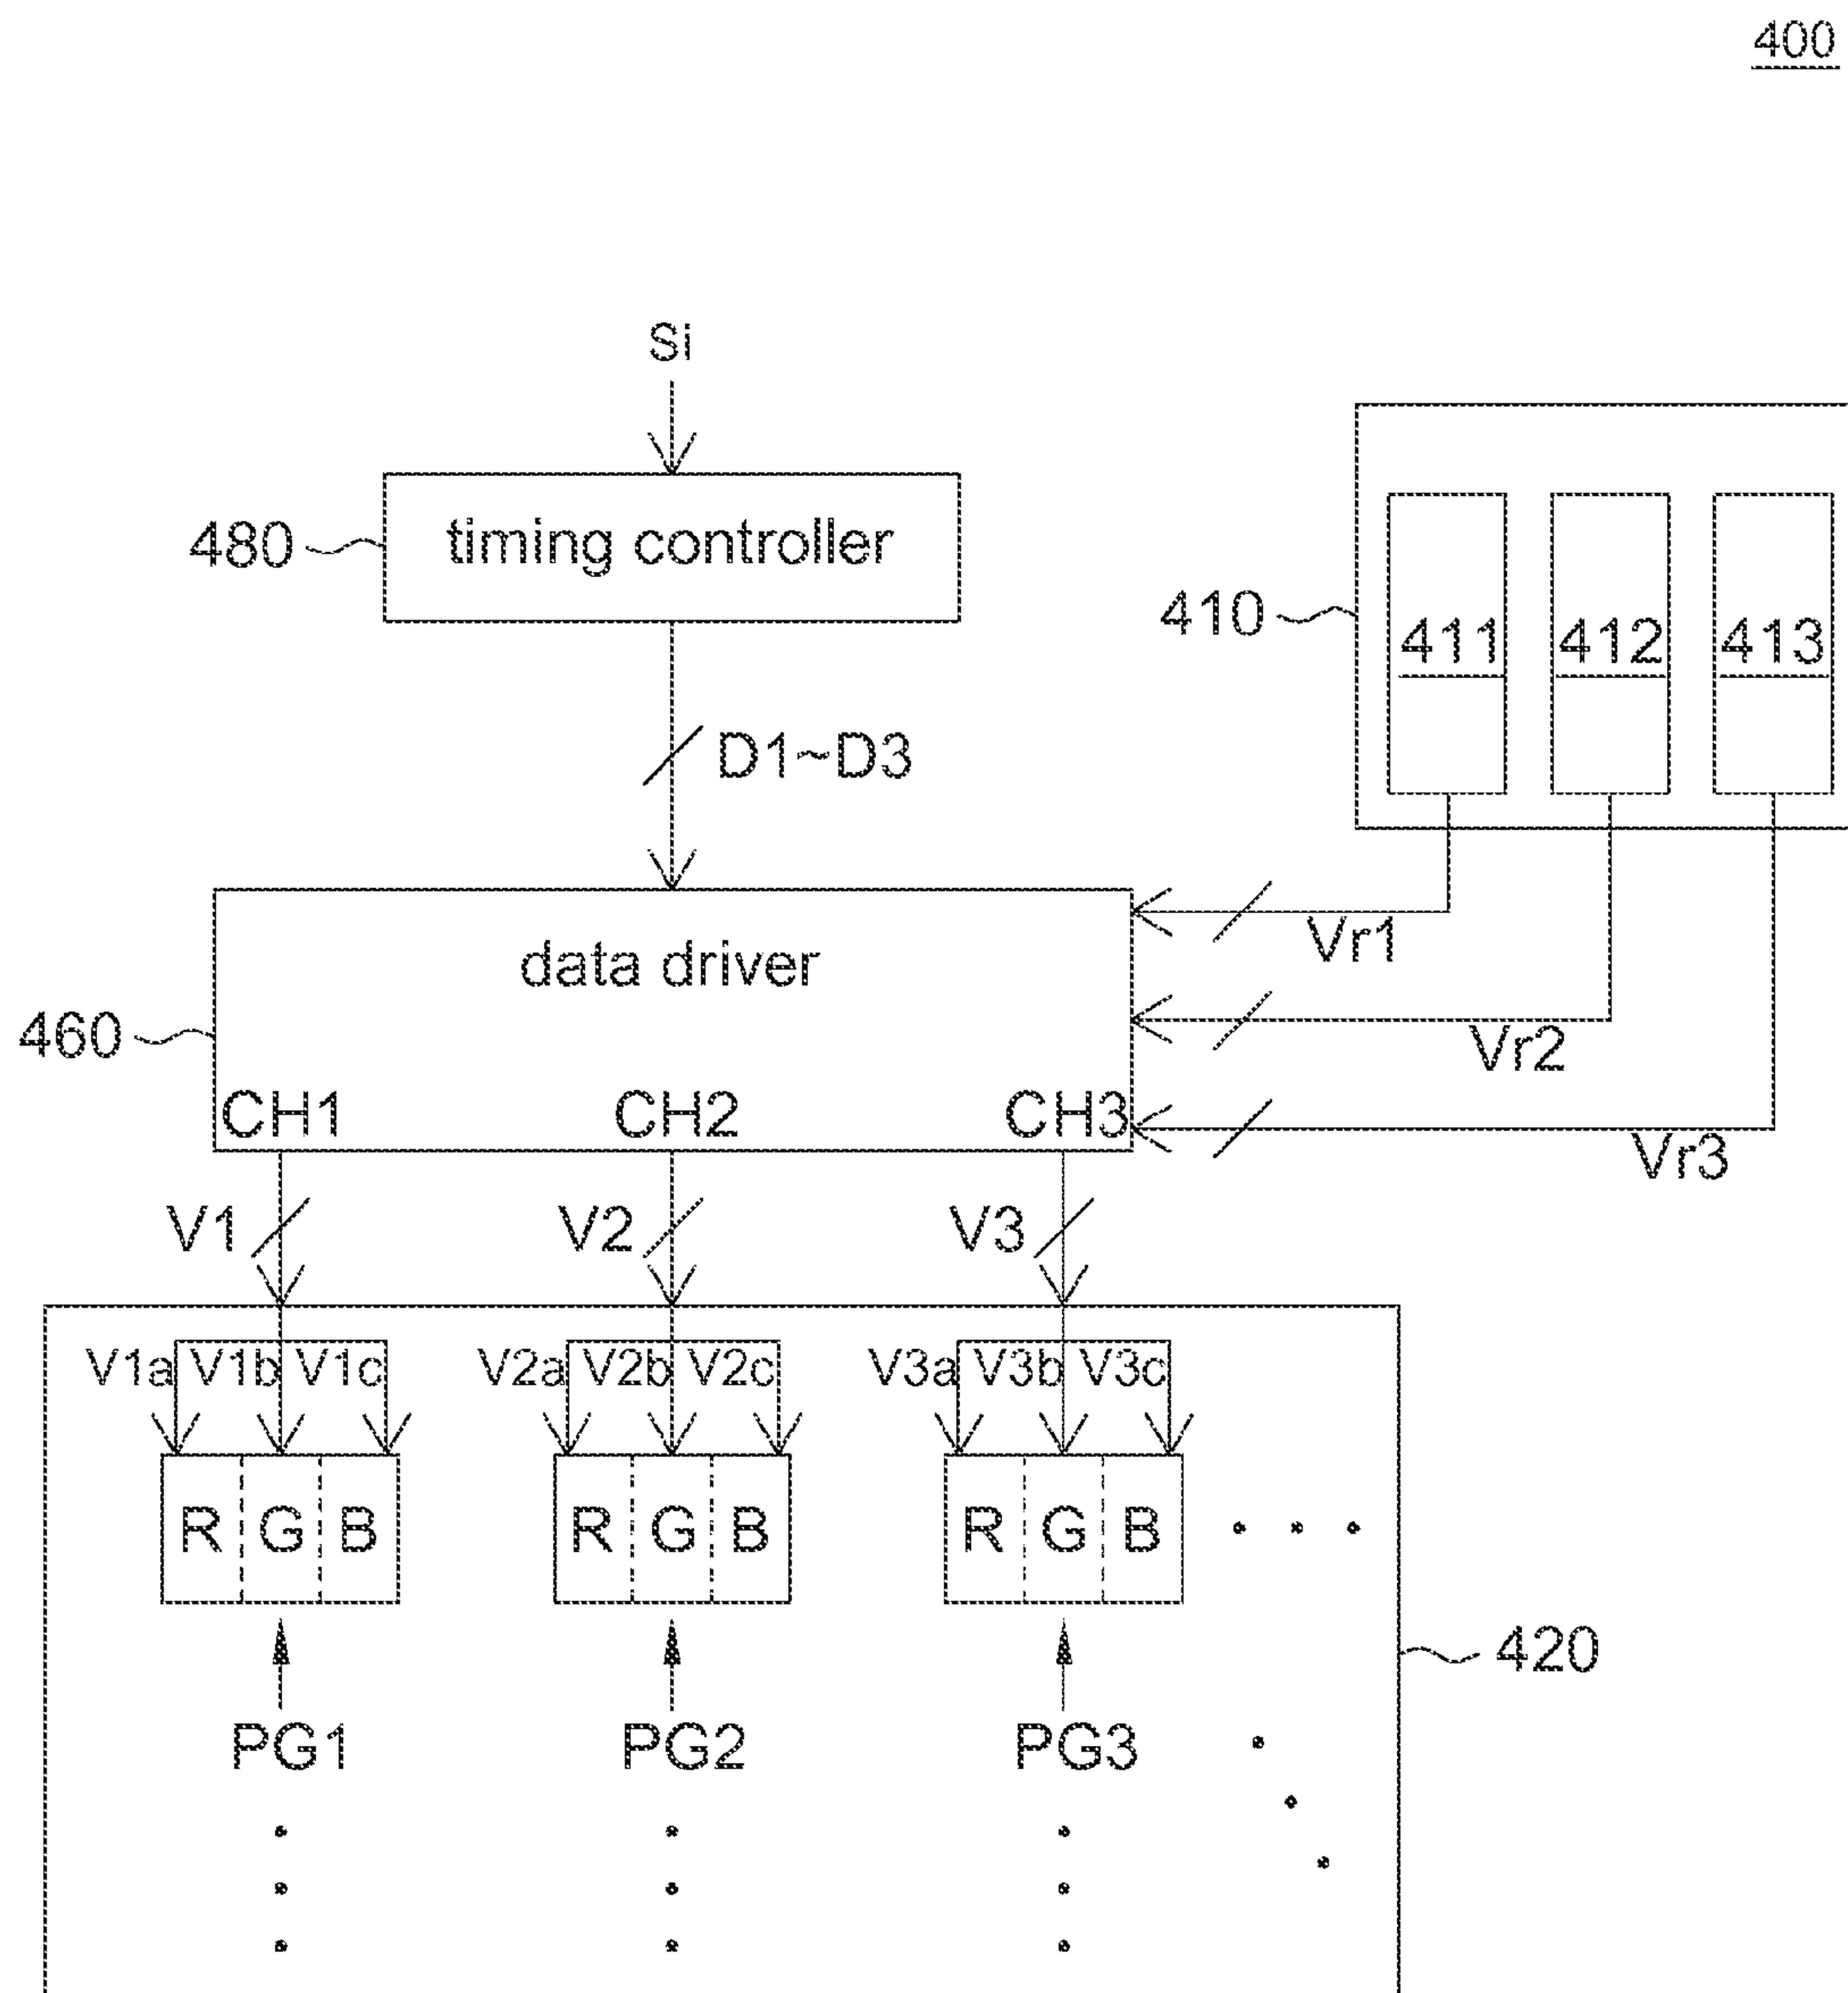 400
Si
480
timing controller
410
411 412 413
D1~D3
data driver
Vr1
460
Vr2
CH1 CH2 CH3
Vr3
V1 V2 V3
V1a V1b V1c V2a V2b V2c V3a V3b V3c
R G B R G B R G B
420
PG1 PG2 PG3